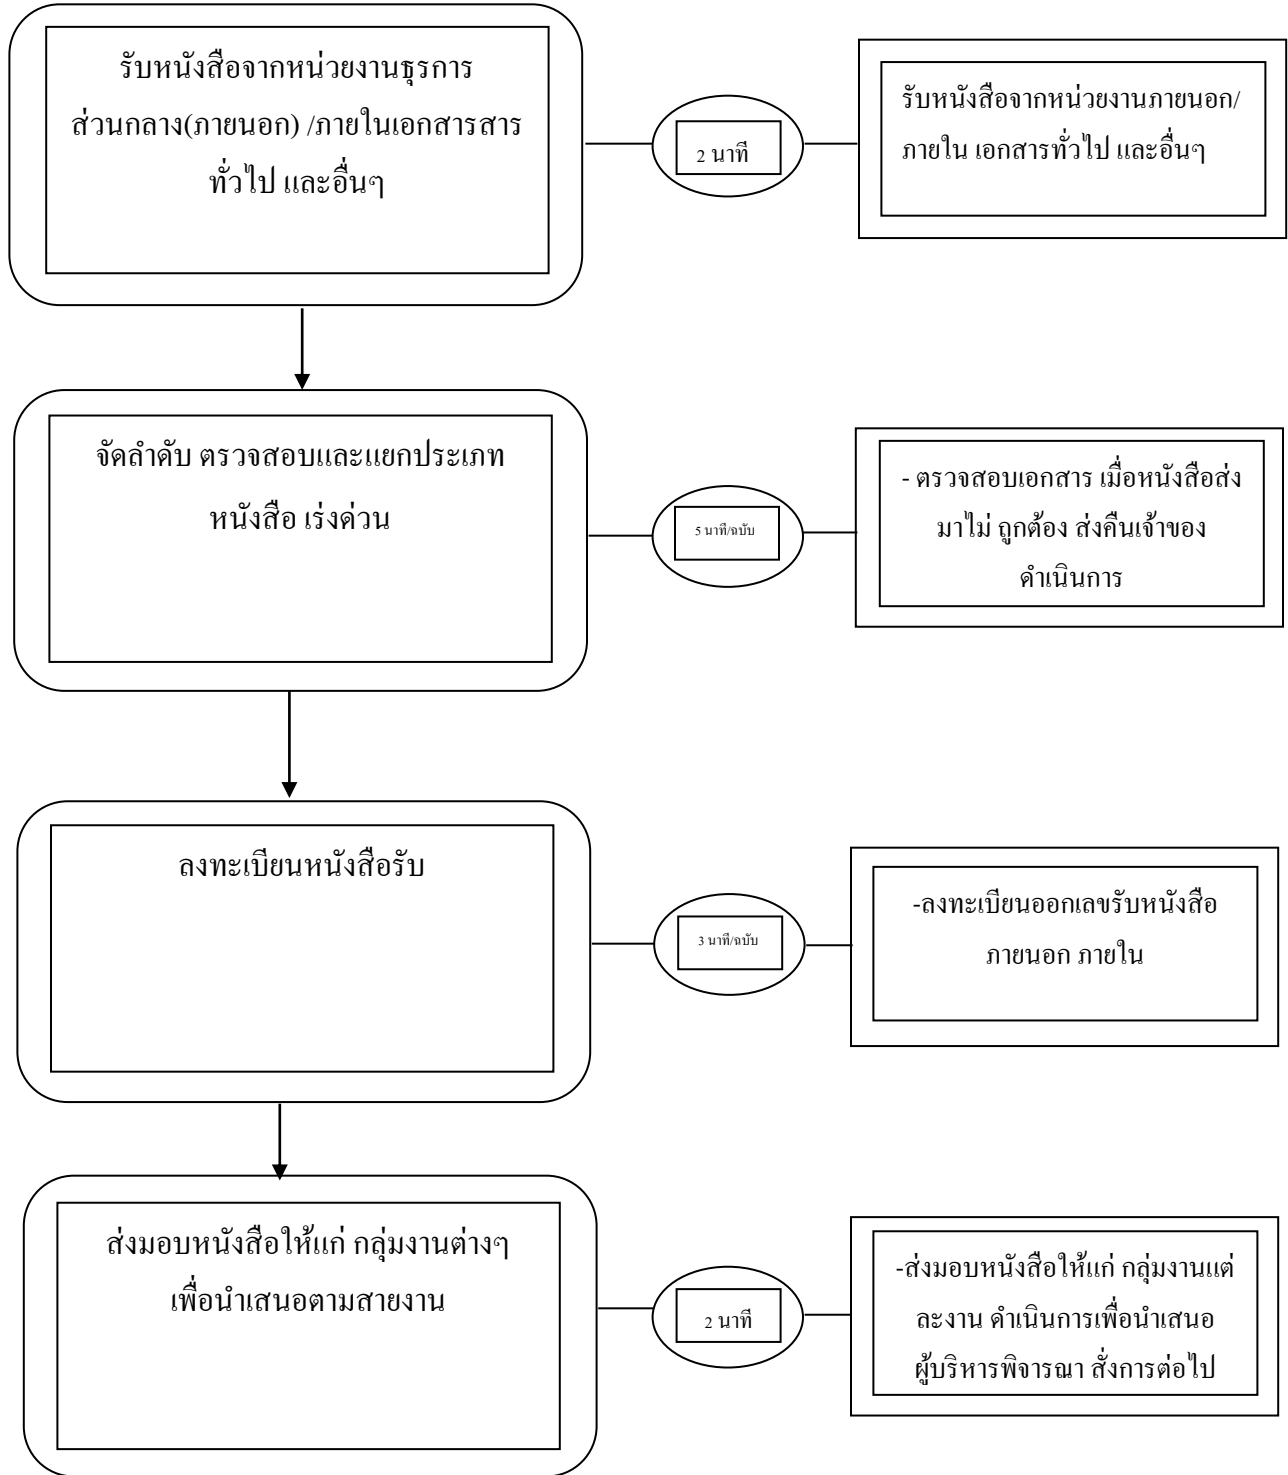 รับหนังสือจากหน่วยงานธุรการ
ส่วนกลาง(ภายนอก) /ภายในเอกสารสาร
ทั่วไป และอื่นๆ
2 นาที
รับหนังสือจากหน่วยงานภายนอก/
ภายใน เอกสารทั่วไป และอื่นๆ
จัดลำดับ ตรวจสอบและแยกประเภท
หนังสือ เร่งด่วน
5 นาที/ฉบับ
- ตรวจสอบเอกสาร เมื่อหนังสือส่ง
มาไม่ ถูกต้อง ส่งคืนเจ้าของ
ดำเนินการ
ลงทะเบียนหนังสือรับ
3 นาที/ฉบับ
-ลงทะเบียนออกเลขรับหนังสือ
ภายนอก ภายใน
ส่งมอบหนังสือให้แก่ กลุ่มงานต่างๆ
เพื่อนำเสนอตามสายงาน
2 นาที
-ส่งมอบหนังสือให้แก่ กลุ่มงานแต่
ละงาน ดำเนินการเพื่อนำเสนอ
ผู้บริหารพิจารณา สั่งการต่อไป